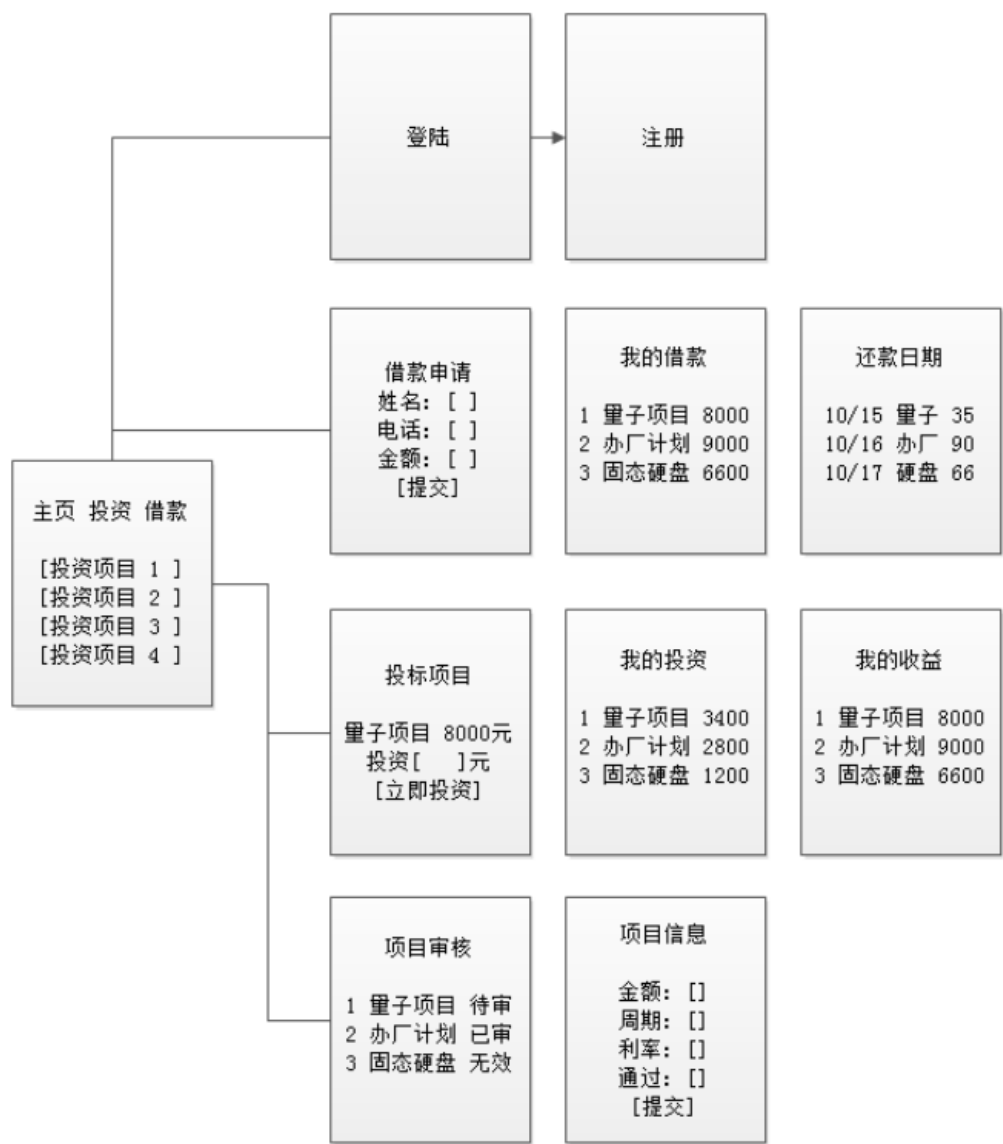 登陆
注册
借款申请
姓名: [ ]
电话: [ ]
金额: [ ]
[提交]
我的借款
1 量子项目 8000
2 办厂计划 9000
3 固态硬盘 6600
还款日期
10/15 量子 35
10/16 办厂 90
10/17 硬盘 66
主页 投资 借款
[投资项目 1 ]
[投资项目 2 ]
[投资项目 3 ]
[投资项目 4 ]
投标项目
量子项目 8000元
投资[   ]元
[立即投资]
我的投资
1 量子项目 3400
2 办厂计划 2800
3 固态硬盘 1200
我的收益
1 量子项目 8000
2 办厂计划 9000
3 固态硬盘 6600
项目审核
1 量子项目 待审
2 办厂计划 已审
3 固态硬盘 无效
项目信息
金额: []
周期: []
利率: []
通过: []
[提交]